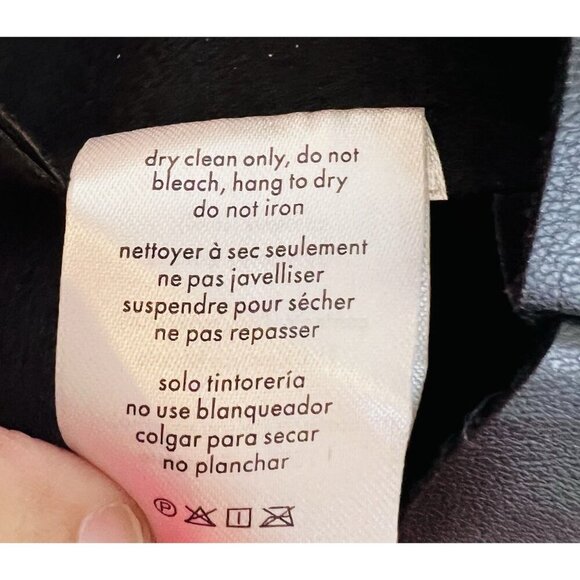 dry clean only, do not
bleach, hang to dry
do not iron
nettoyer à sec seulement
ne pas javelliser
suspendre pour sécher
ne pas repasser
solo tintorería
no use blanqueador
colgar para secar
no planchar
P